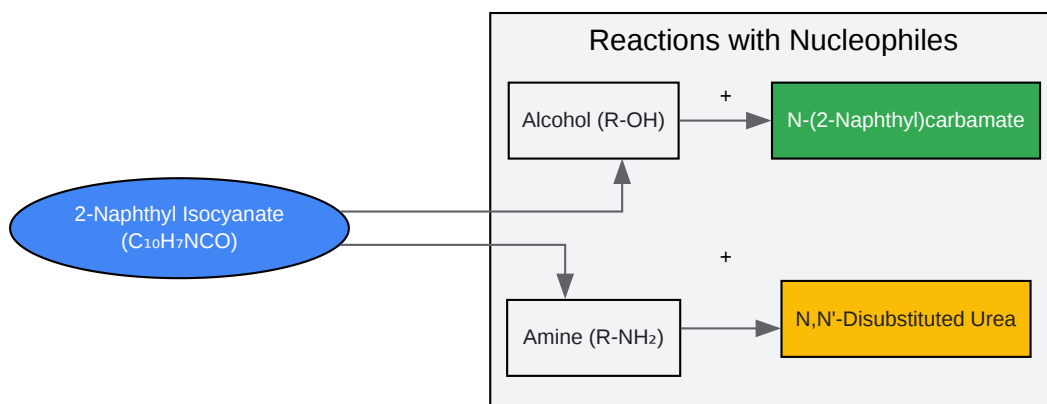 Reactions with Nucleophiles
+
Alcohol (R-OH)
N-(2-Naphthyl)carbamate
2-Naphthyl Isocyanate
(C₁₀H₇NCO)
+
Amine (R-NH₂)
N,N'-Disubstituted Urea